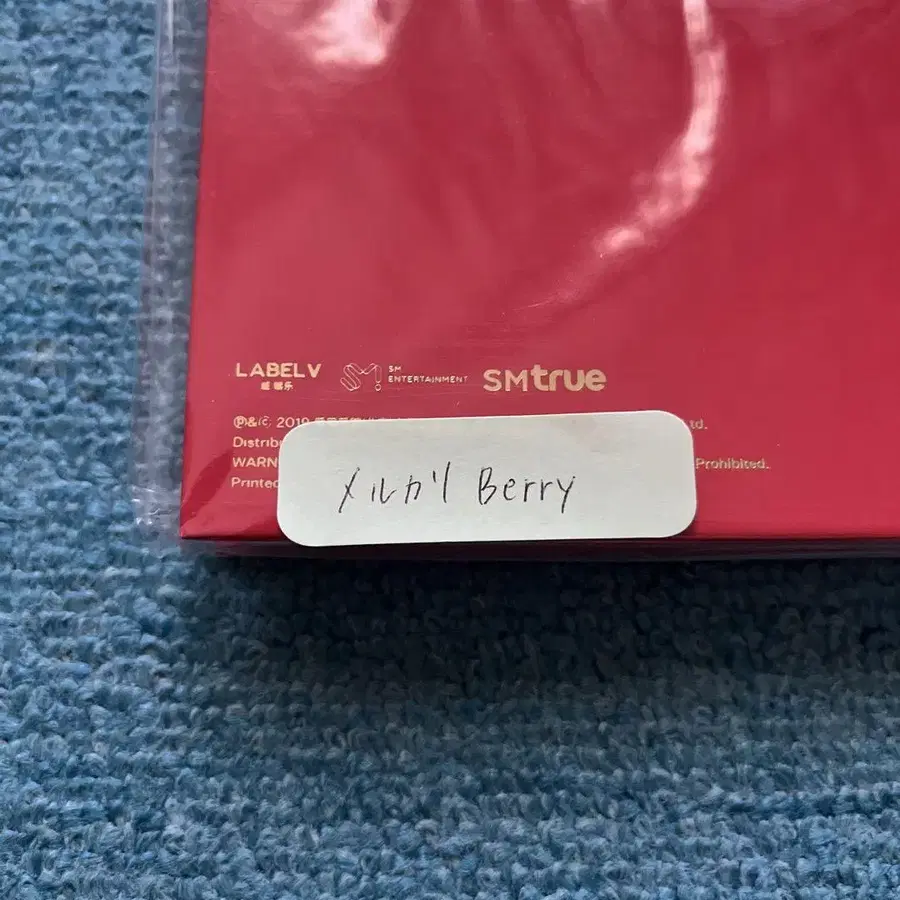 LABELV
SM ENTERTAINMENT
SMtrue
℗&© 2019
td.
Distrib
WARN
Prohibited.
Printed
メルカリ Berry